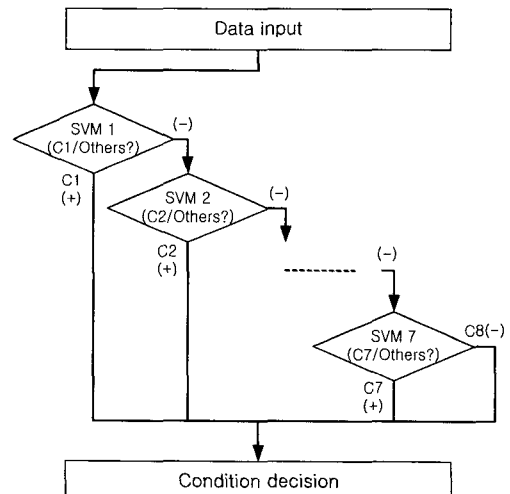 Data input
SVM 1
(C1/Others?)
(-)
C1
(+)
SVM 2
(C2/Others?)
(-)
C2
(+)
(-)
SVM 7
(C7/Others?)
C8(-)
C7
(+)
Condition decision